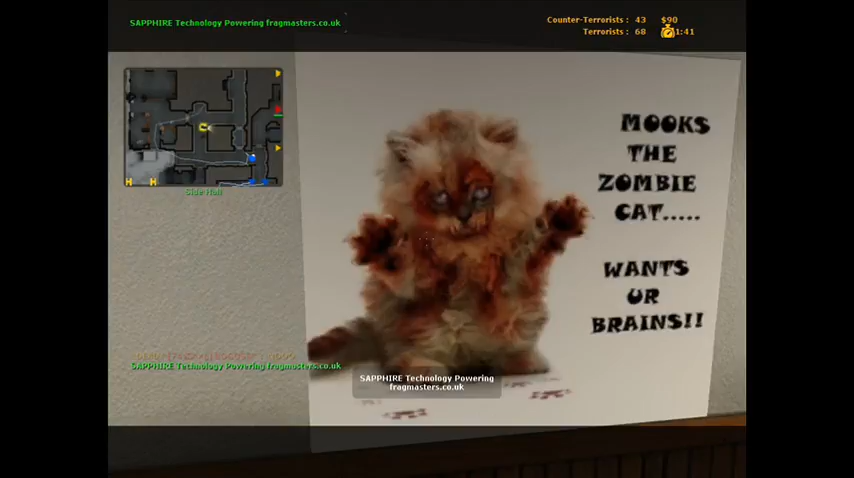 SAPPHIRE Technology Powering fragmasters.co.uk
Counter-Terrorists : 43 $90
Terrorists : 68 1:41
H H
Side Hall
MOOKS
THE
ZOMBIE
CAT.....
WANTS
UR
BRAINS!!
SAPPHIRE Technology Powering fragmasters.co.uk
SAPPHIRE Technology Powering
fragmasters.co.uk